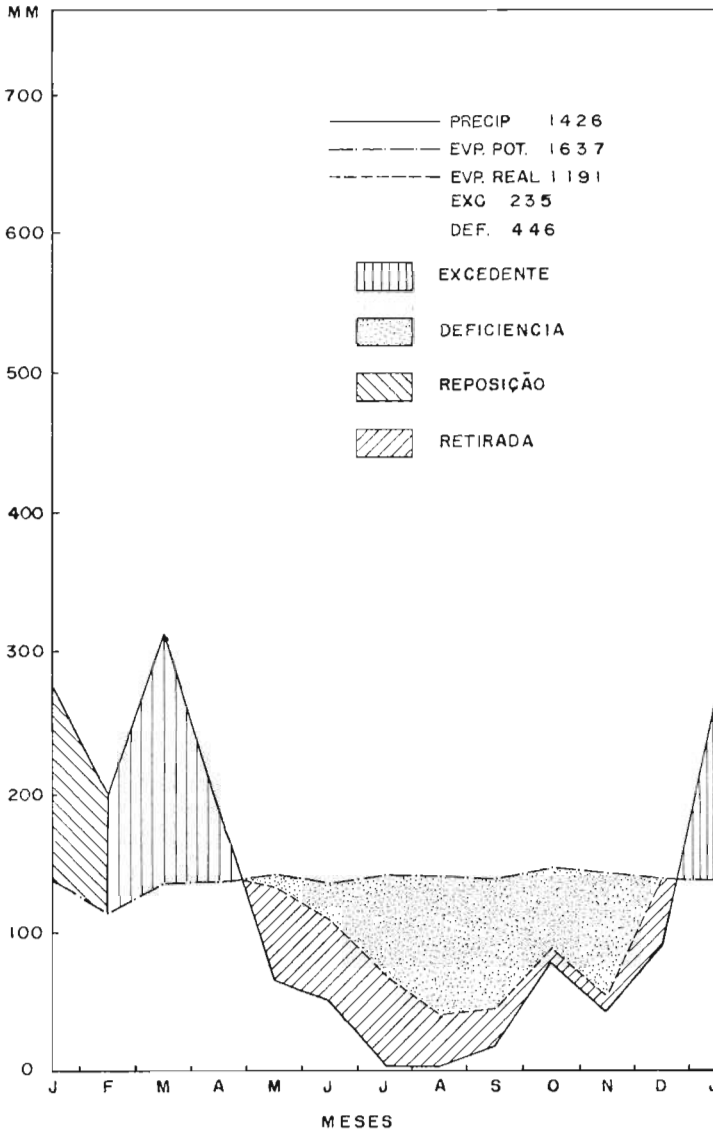 MM
700
600
500
400
300
200
100
0
PRECIP 1426
EVP. POT. 1637
EVP. REAL 1191
EXC 235
DEF. 446
EXCEDENTE
DEFICIENCIA
REPOSIÇÃO
RETIRADA
J F M A M J J A S O N D J
MESES